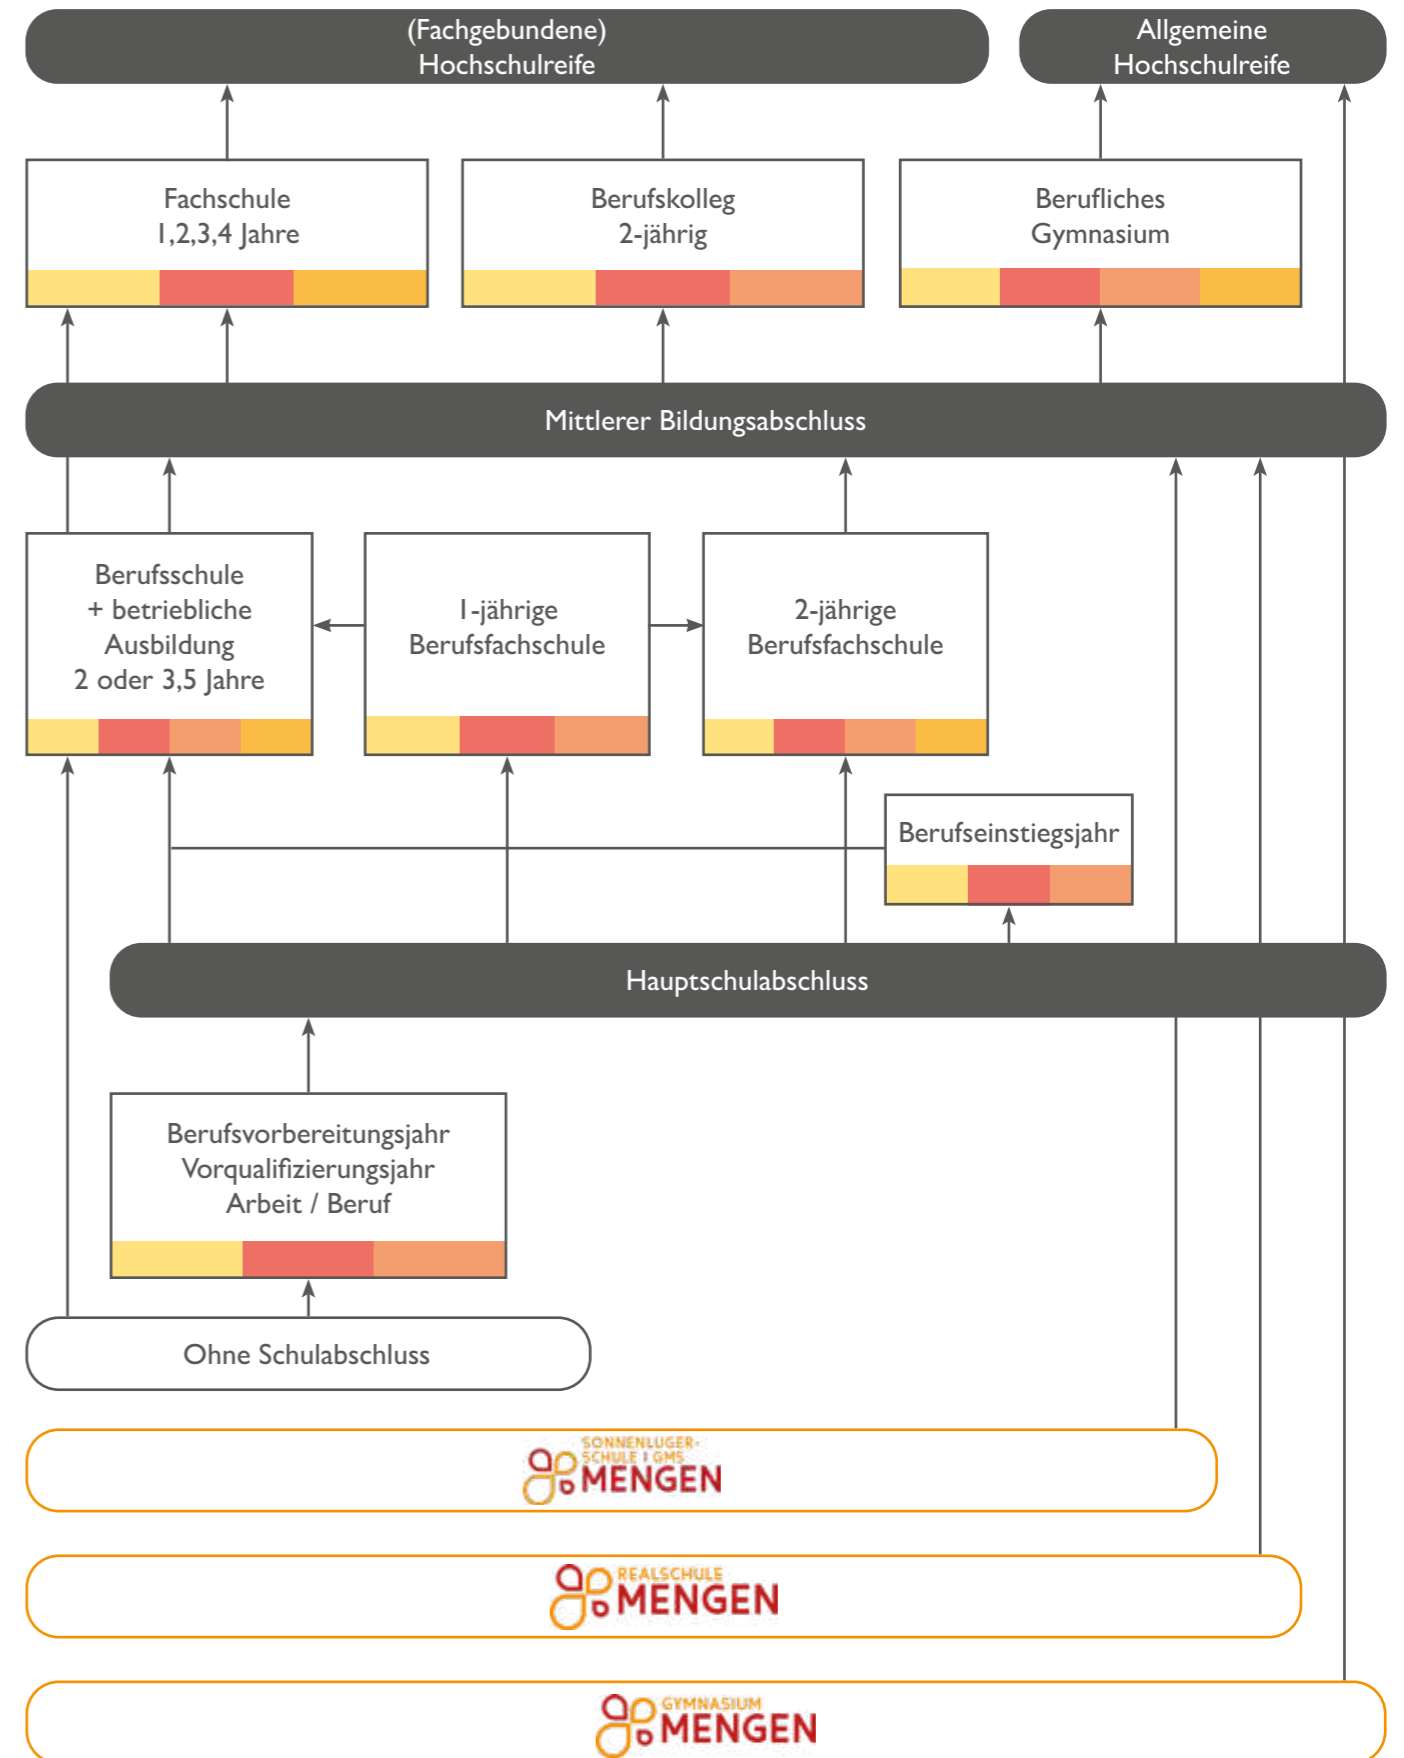 (Fachgebundene)
Hochschulreife
Allgemeine
Hochschulreife
Fachschule
1,2,3,4 Jahre
Berufskolleg
2-jährig
Berufliches
Gymnasium
Mittlerer Bildungsabschluss
Berufsschule
+ betriebliche
Ausbildung
2 oder 3,5 Jahre
1-jährige
Berufsfachschule
2-jährige
Berufsfachschule
Berufseinstiegsjahr
Hauptschulabschluss
Berufsvorbereitungsjahr
Vorqualifizierungsjahr
Arbeit / Beruf
Ohne Schulabschluss
SONNENLUGER-
SCHULE | GMS
MENGEN
REALSCHULE
MENGEN
GYMNASIUM
MENGEN